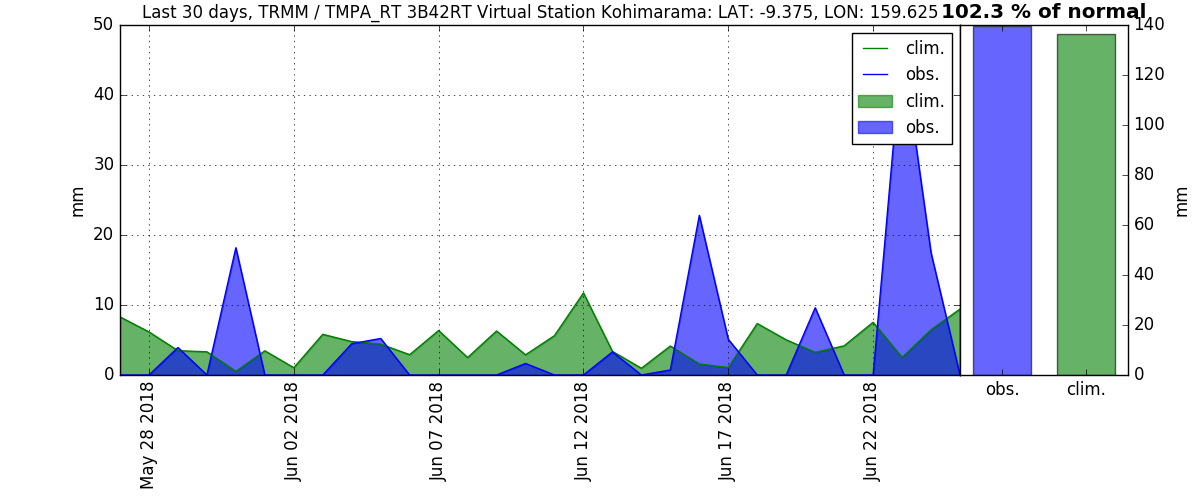 Last 30 days, TRMM / TMPA_RT 3B42RT Virtual Station Kohimarama: LAT: -9.375, LON: 159.625
102.3 % of normal
50
40
30
20
10
0
mm
clim.
obs.
clim.
obs.
140
120
100
80
60
40
20
0
mm
obs.
clim.
May 28 2018
Jun 02 2018
Jun 07 2018
Jun 12 2018
Jun 17 2018
Jun 22 2018